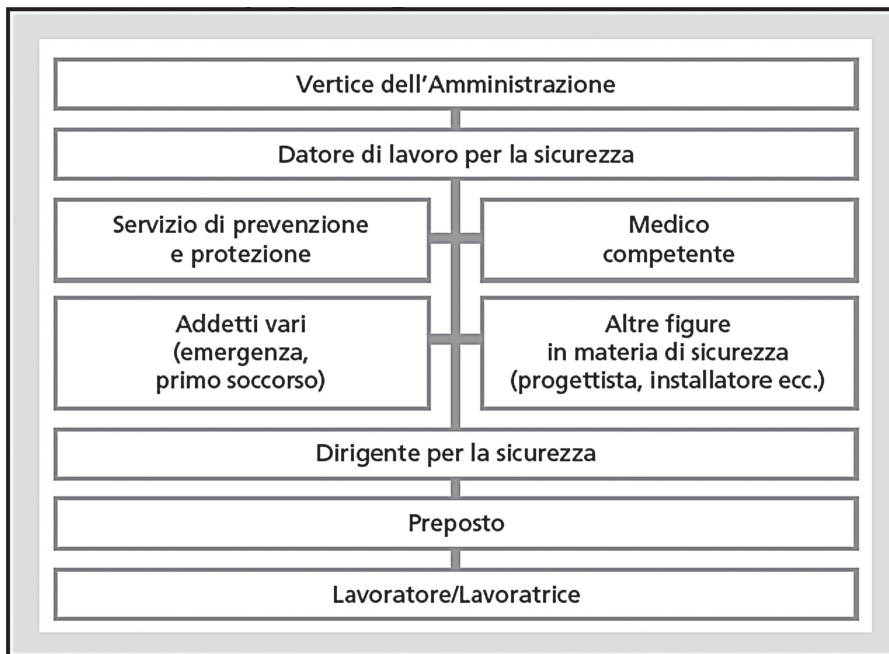 Vertice dell’Amministrazione
Datore di lavoro per la sicurezza
Servizio di prevenzione
e protezione
Medico
competente
Addetti vari
(emergenza,
primo soccorso)
Altre figure
in materia di sicurezza
(progettista, installatore ecc.)
Dirigente per la sicurezza
Preposto
Lavoratore/Lavoratrice